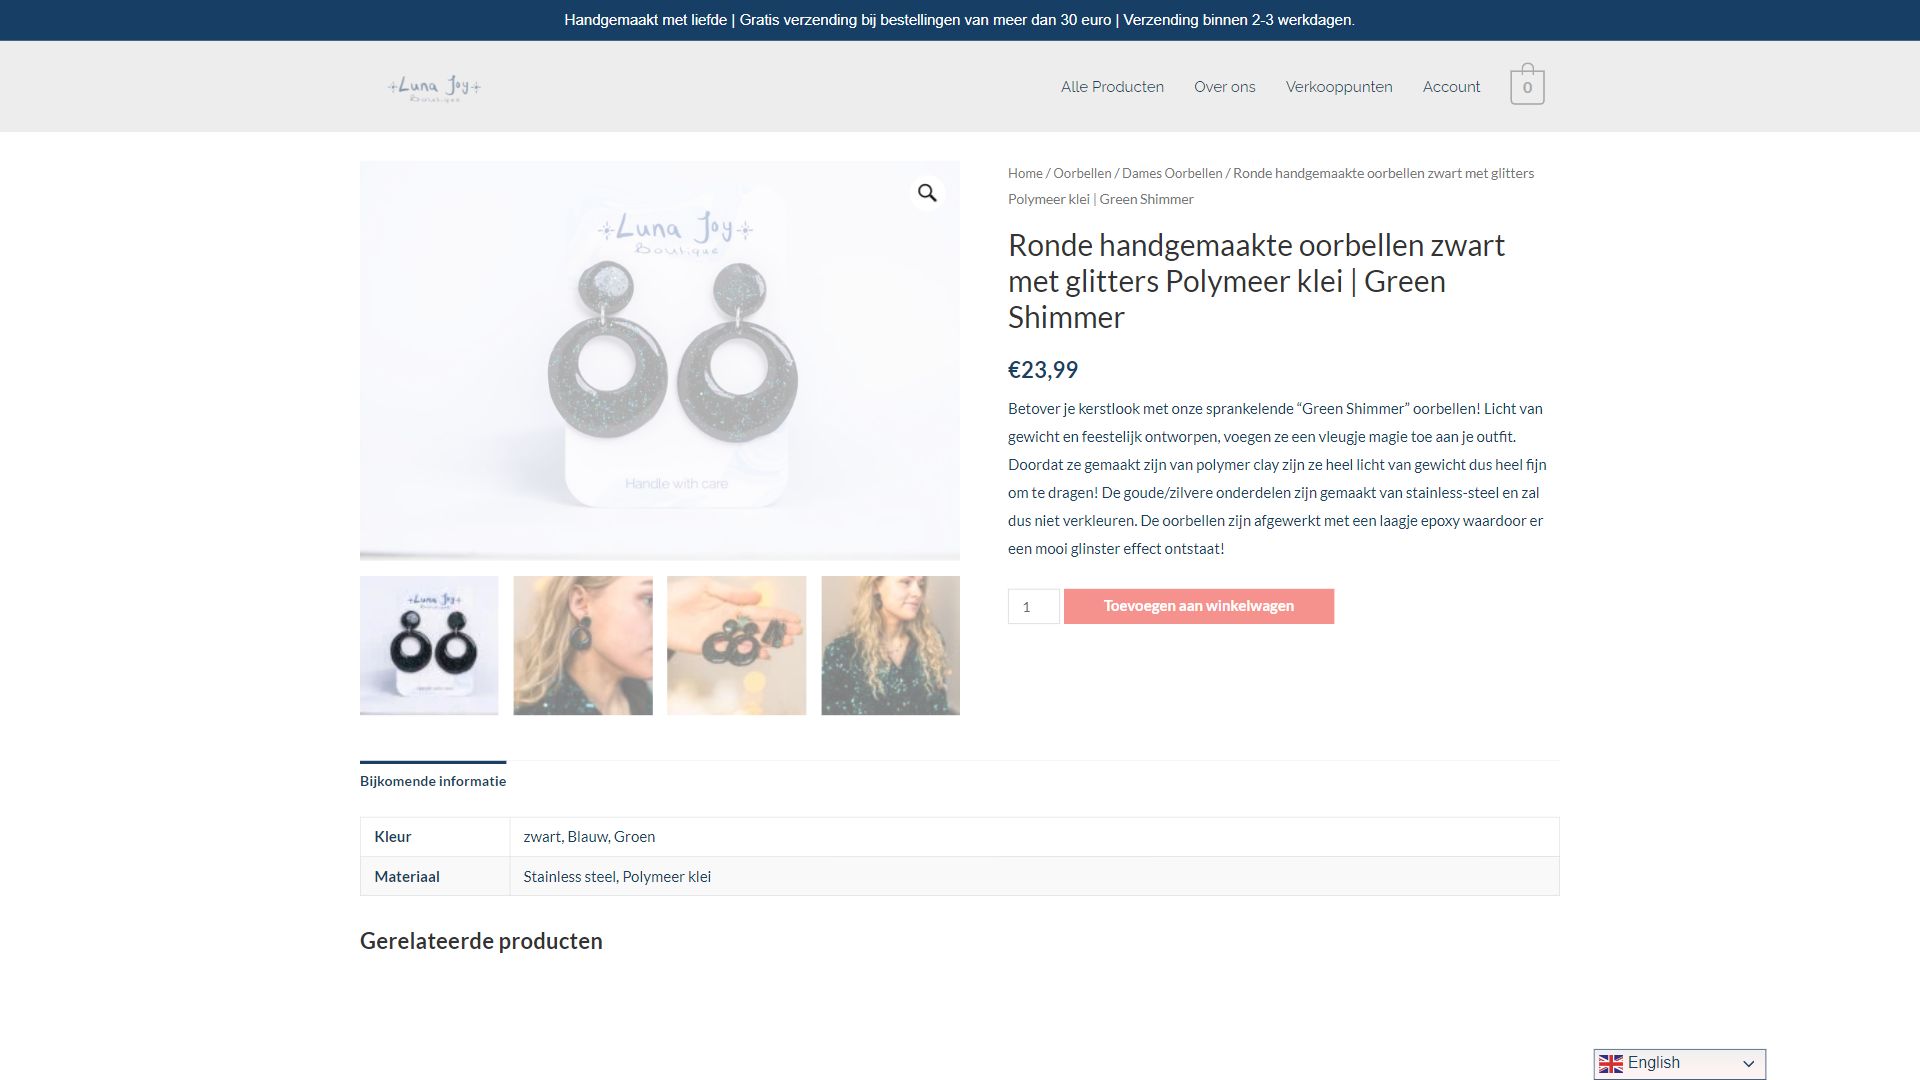 Handgemaakt met liefde | Gratis verzending bij bestellingen van meer dan 30 euro | Verzending binnen 2-3 werkdagen.
Luna Joy
Boutique
Alle Producten
Over ons
Verkooppunten
Account
0
Luna Joy
Boutique
Handle with care
Luna Joy
Boutique
Home / Oorbellen / Dames Oorbellen / Ronde handgemaakte oorbellen zwart met glitters
Polymeer klei | Green Shimmer
Ronde handgemaakte oorbellen zwart
met glitters Polymeer klei | Green
Shimmer
€23,99
Betover je kerstlook met onze sprankelende “Green Shimmer” oorbellen! Licht van
gewicht en feestelijk ontworpen, voegen ze een vleugje magie toe aan je outfit.
Doordat ze gemaakt zijn van polymer clay zijn ze heel licht van gewicht dus heel fijn
om te dragen! De goude/zilvere onderdelen zijn gemaakt van stainless-steel en zal
dus niet verkleuren. De oorbellen zijn afgewerkt met een laagje epoxy waardoor er
een mooi glinster effect ontstaat!
1
Toevoegen aan winkelwagen
Bijkomende informatie
Kleur
zwart, Blauw, Groen
Materiaal
Stainless steel, Polymeer klei
Gerelateerde producten
English